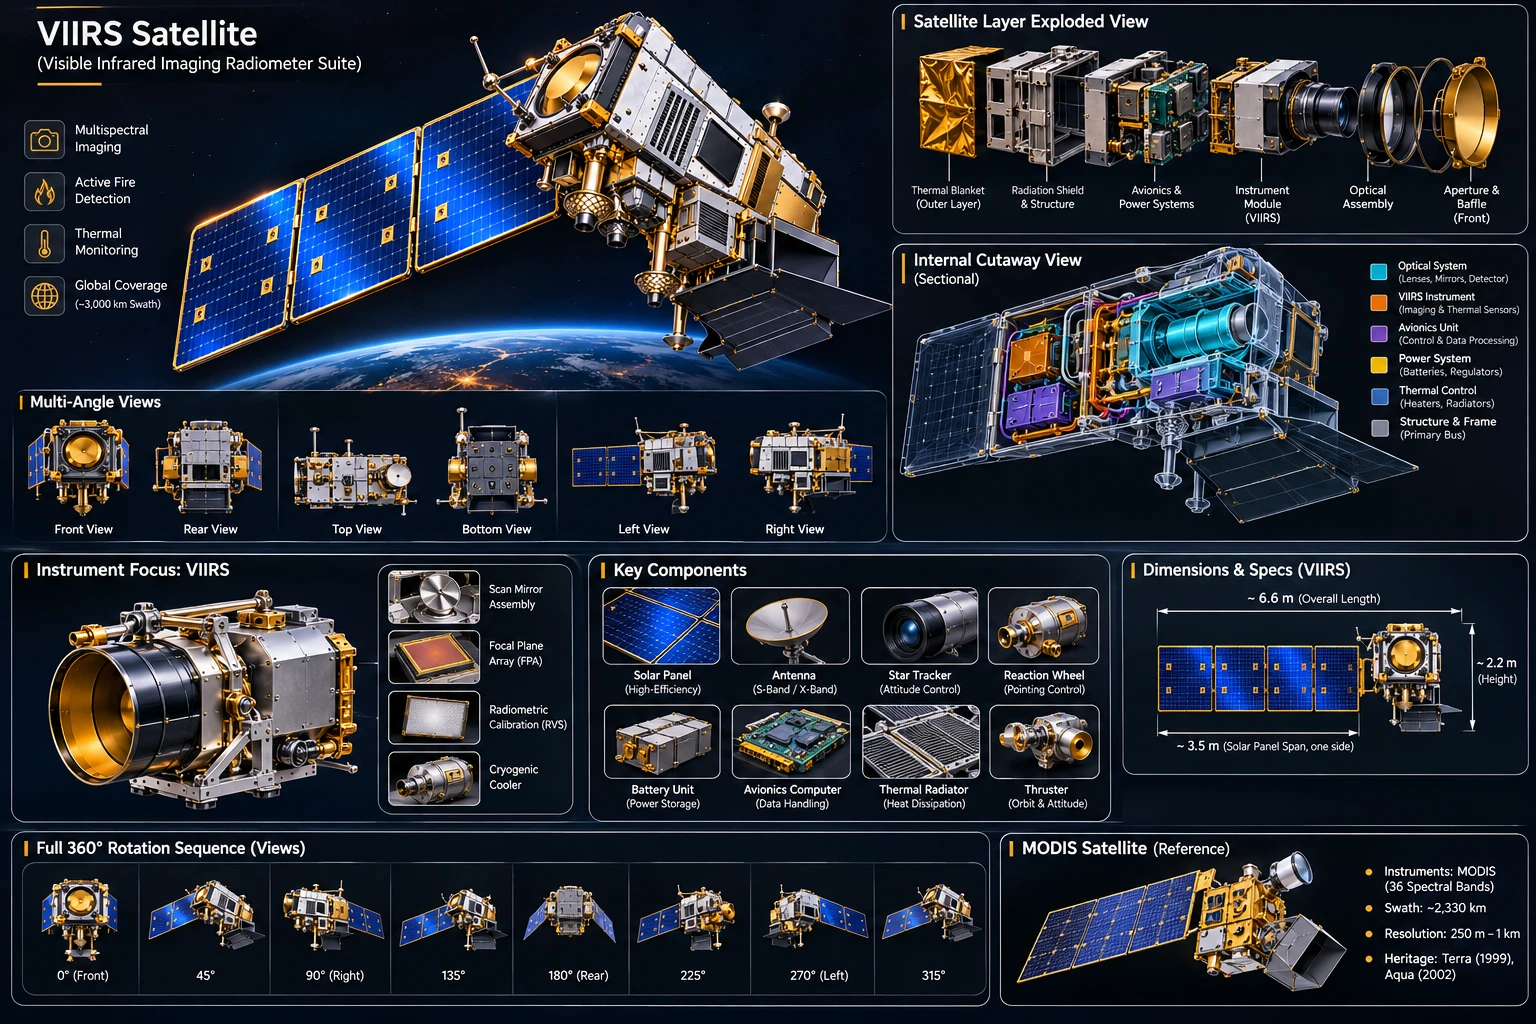 VIIRS Satellite
(Visible Infrared Imaging Radiometer Suite)
Multispectral
Imaging
Active Fire
Detection
Thermal
Monitoring
Global Coverage
(~3,000 km Swath)
Satellite Layer Exploded View
Thermal Blanket
(Outer Layer)
Radiation Shield
& Structure
Avionics &
Power Systems
Instrument
Module
(VIIRS)
Optical
Assembly
Aperture &
Baffle
(Front)
Internal Cutaway View
(Sectional)
Optical System
(Lenses, Mirrors, Detector)
VIIRS Instrument
(Imaging & Thermal Sensors)
Avionics Unit
(Control & Data Processing)
Power System
(Batteries, Regulators)
Thermal Control
(Heaters, Radiators)
Structure & Frame
(Primary Bus)
Multi-Angle Views
Front View
Rear View
Top View
Bottom View
Left View
Right View
Instrument Focus: VIIRS
Scan Mirror
Assembly
Focal Plane
Array (FPA)
Radiometric
Calibration (RVS)
Cryogenic
Cooler
Key Components
Solar Panel
(High-Efficiency)
Antenna
(S-Band / X-Band)
Star Tracker
(Attitude Control)
Reaction Wheel
(Pointing Control)
Battery Unit
(Power Storage)
Avionics Computer
(Data Handling)
Thermal Radiator
(Heat Dissipation)
Thruster
(Orbit & Attitude)
Dimensions & Specs (VIIRS)
~ 6.6 m (Overall Length)
~ 2.2 m
(Height)
~ 3.5 m (Solar Panel Span, one side)
Full 360° Rotation Sequence (Views)
0° (Front)
45°
90° (Right)
135°
180° (Rear)
225°
270° (Left)
315°
MODIS Satellite (Reference)
Instruments: MODIS
(36 Spectral Bands)
Swath: ~2,330 km
Resolution: 250 m – 1 km
Heritage: Terra (1999),
Aqua (2002)